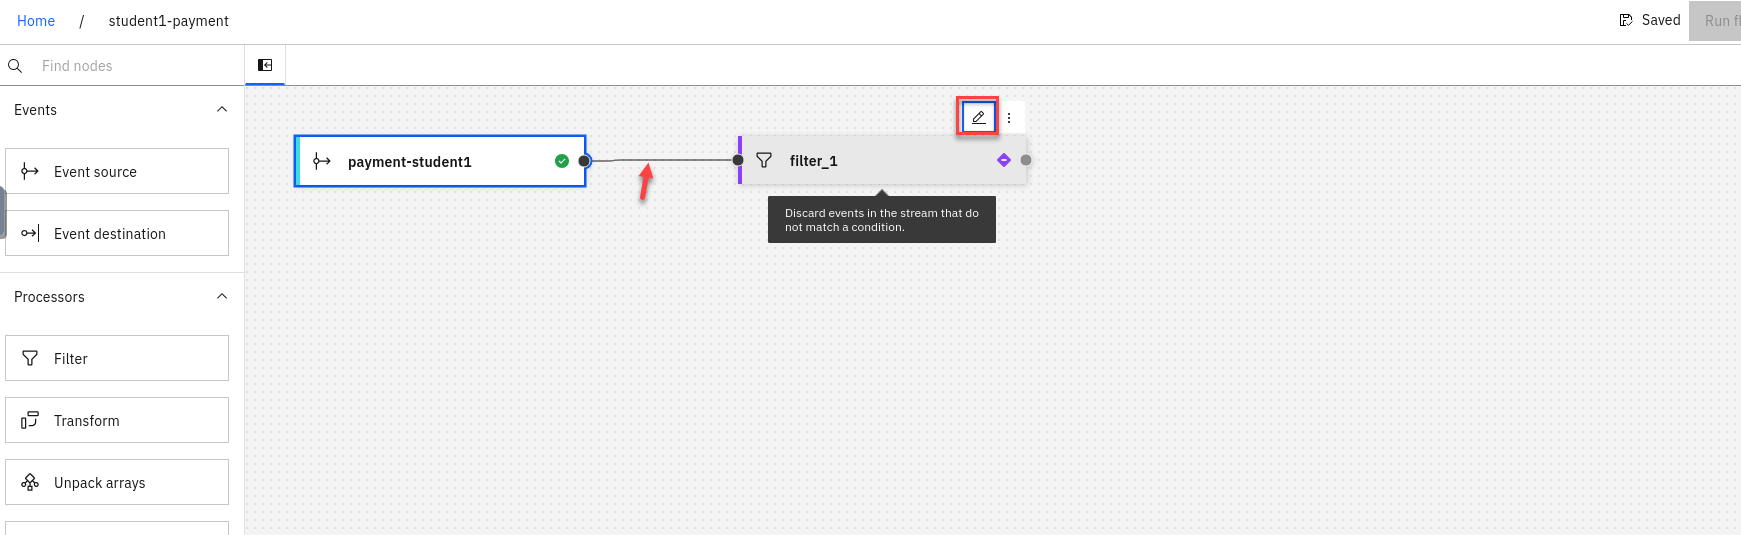 Home / student1-payment
Saved
Run fl
Find nodes
Events
Event source
Event destination
Processors
Filter
Transform
Unpack arrays
payment-student1
filter_1
Discard events in the stream that do
not match a condition.